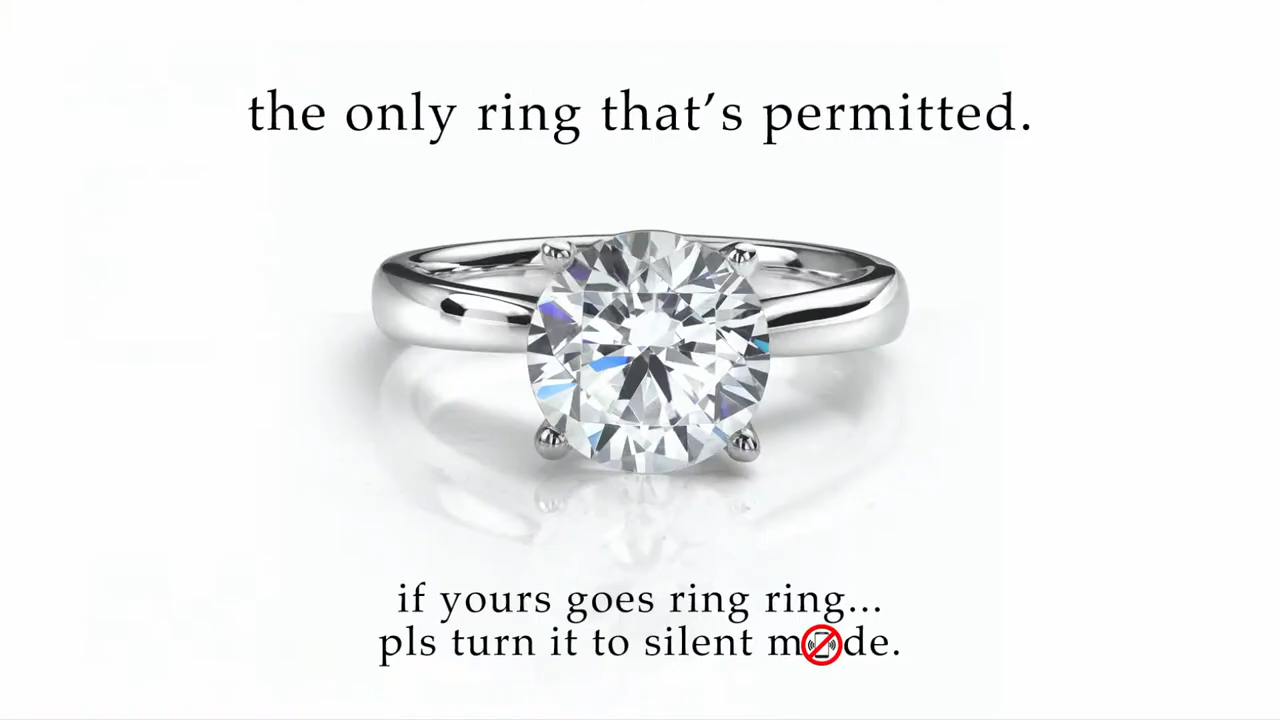 the only ring that’s permitted.
if yours goes ring ring...
pls turn it to silent mode.